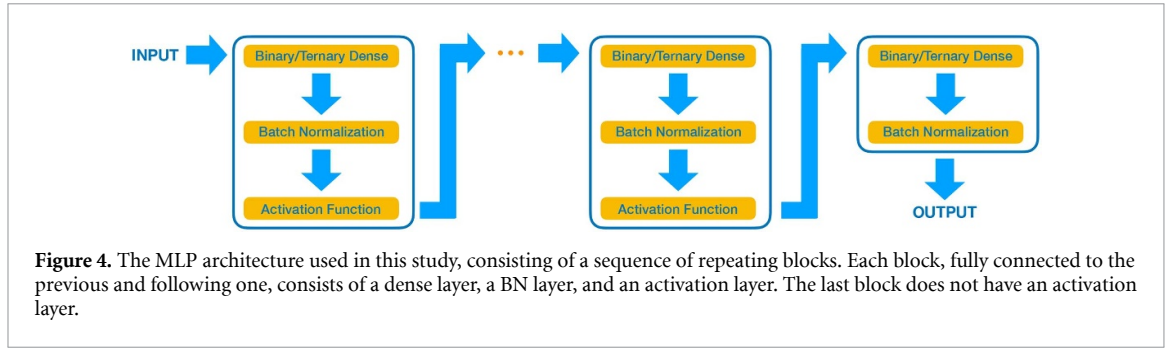 INPUT
Binary/Ternary Dense
Batch Normalization
Activation Function
...
Binary/Ternary Dense
Batch Normalization
Activation Function
Binary/Ternary Dense
Batch Normalization
OUTPUT
Figure 4. The MLP architecture used in this study, consisting of a sequence of repeating blocks. Each block, fully connected to the
previous and following one, consists of a dense layer, a BN layer, and an activation layer. The last block does not have an activation
layer.